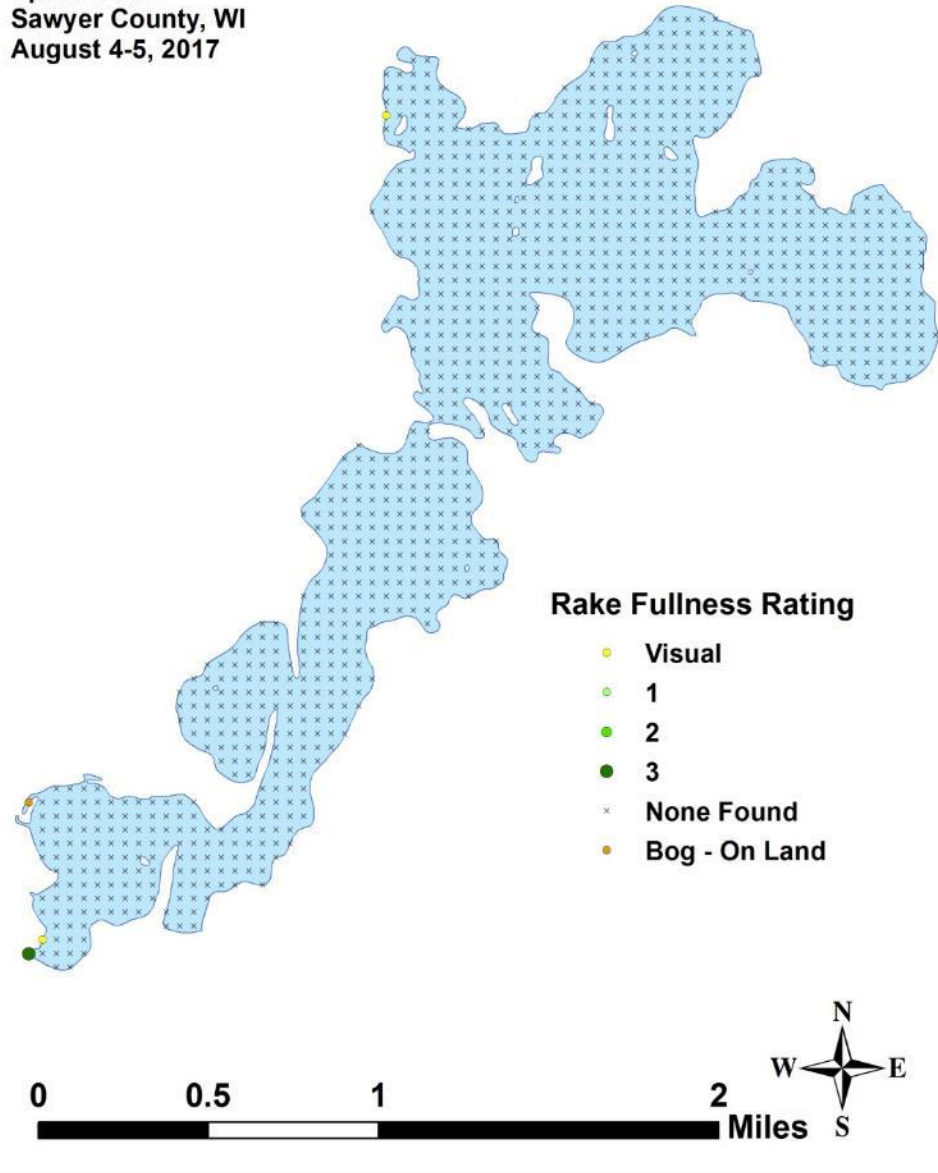 Sawyer County, WI
August 4-5, 2017
Rake Fullness Rating
Visual
1
2
3
None Found
Bog - On Land
N
W E
S
0 0.5 1 2
Miles